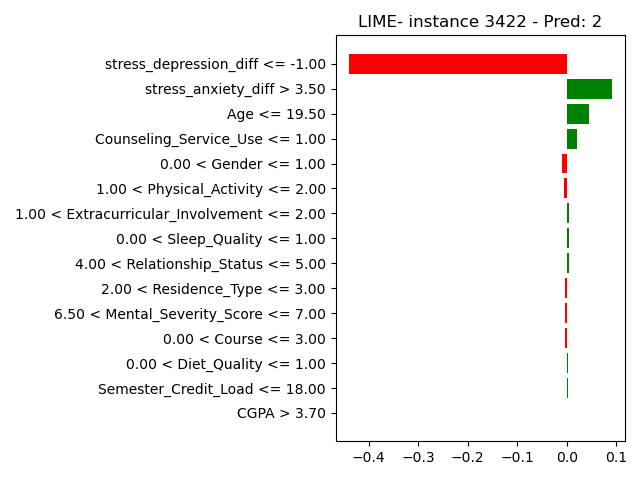 LIME- instance 3422 - Pred: 2
stress_depression_diff <= -1.00
stress_anxiety_diff > 3.50
Age <= 19.50
Counseling_Service_Use <= 1.00
0.00 < Gender <= 1.00
1.00 < Physical_Activity <= 2.00
1.00 < Extracurricular_Involvement <= 2.00
0.00 < Sleep_Quality <= 1.00
4.00 < Relationship_Status <= 5.00
2.00 < Residence_Type <= 3.00
6.50 < Mental_Severity_Score <= 7.00
0.00 < Course <= 3.00
0.00 < Diet_Quality <= 1.00
Semester_Credit_Load <= 18.00
CGPA > 3.70
−0.4 −0.3 −0.2 −0.1 0.0 0.1